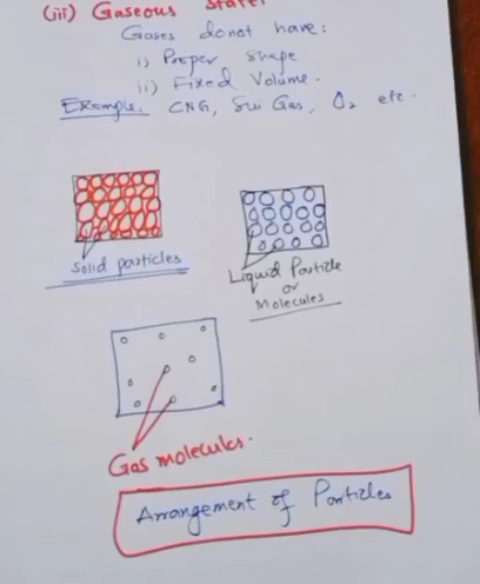 (iii) Gaseous State:
Gases donot have:
i) Proper shape
ii) Fixed Volume.
Example. CNG, Sui Gas, O₂ etc.
Solid particles
Liquid Particle
or
Molecules
Gas molecules.
Arrangement of Particles